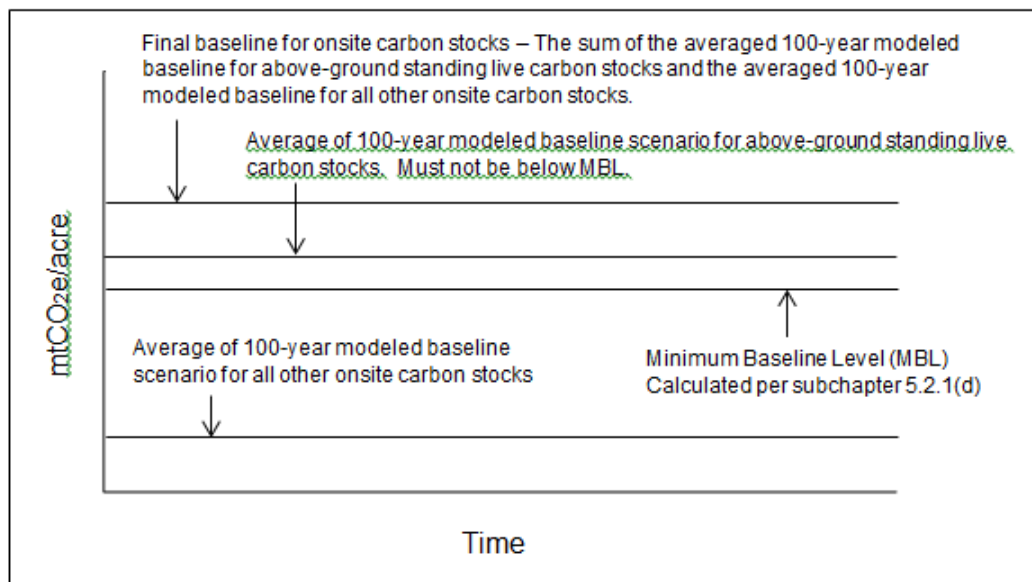 Final baseline for onsite carbon stocks – The sum of the averaged 100-year modeled
baseline for above-ground standing live carbon stocks and the averaged 100-year
modeled baseline for all other onsite carbon stocks.
Average of 100-year modeled baseline scenario for above-ground standing live
carbon stocks. Must not be below MBL.
mtCO2e/acre
Average of 100-year modeled baseline
scenario for all other onsite carbon stocks
Minimum Baseline Level (MBL)
Calculated per subchapter 5.2.1(d)
Time